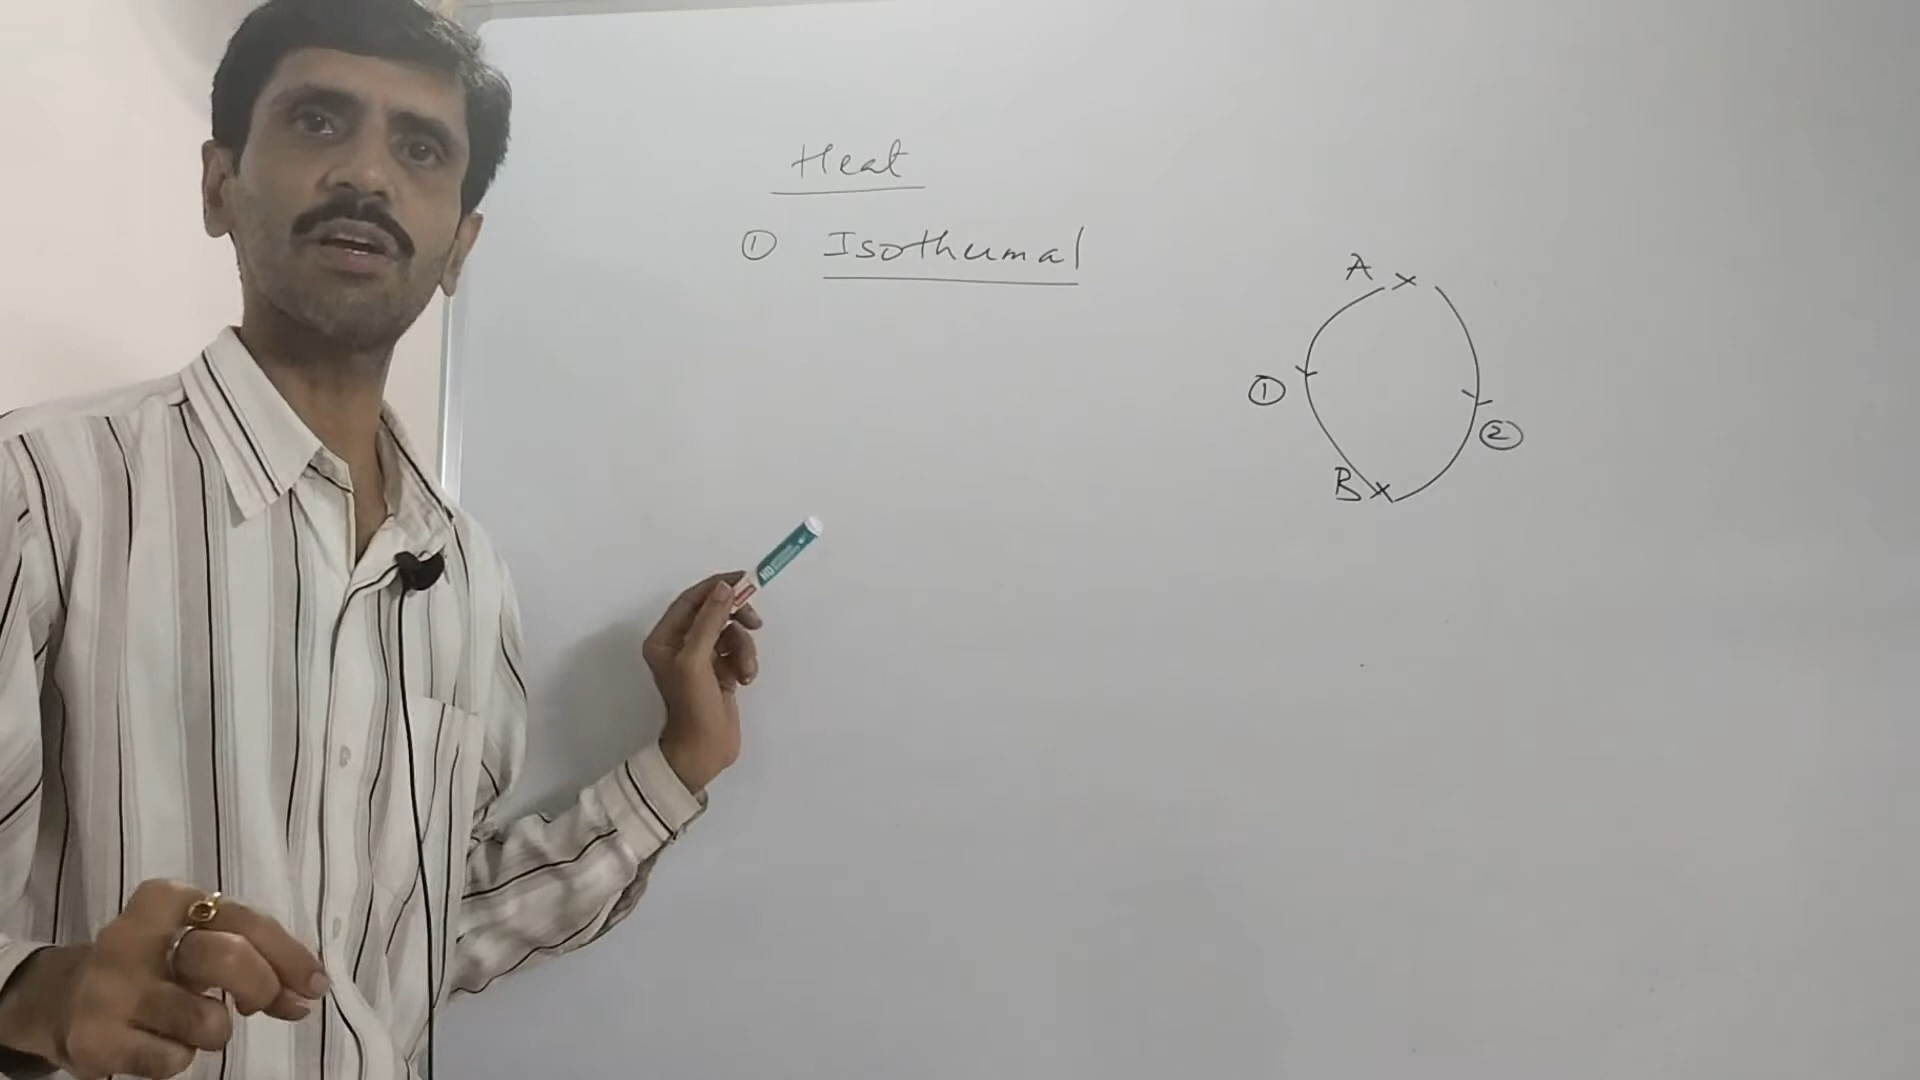 Heat
① Isothermal
A ×
①
②
B ×